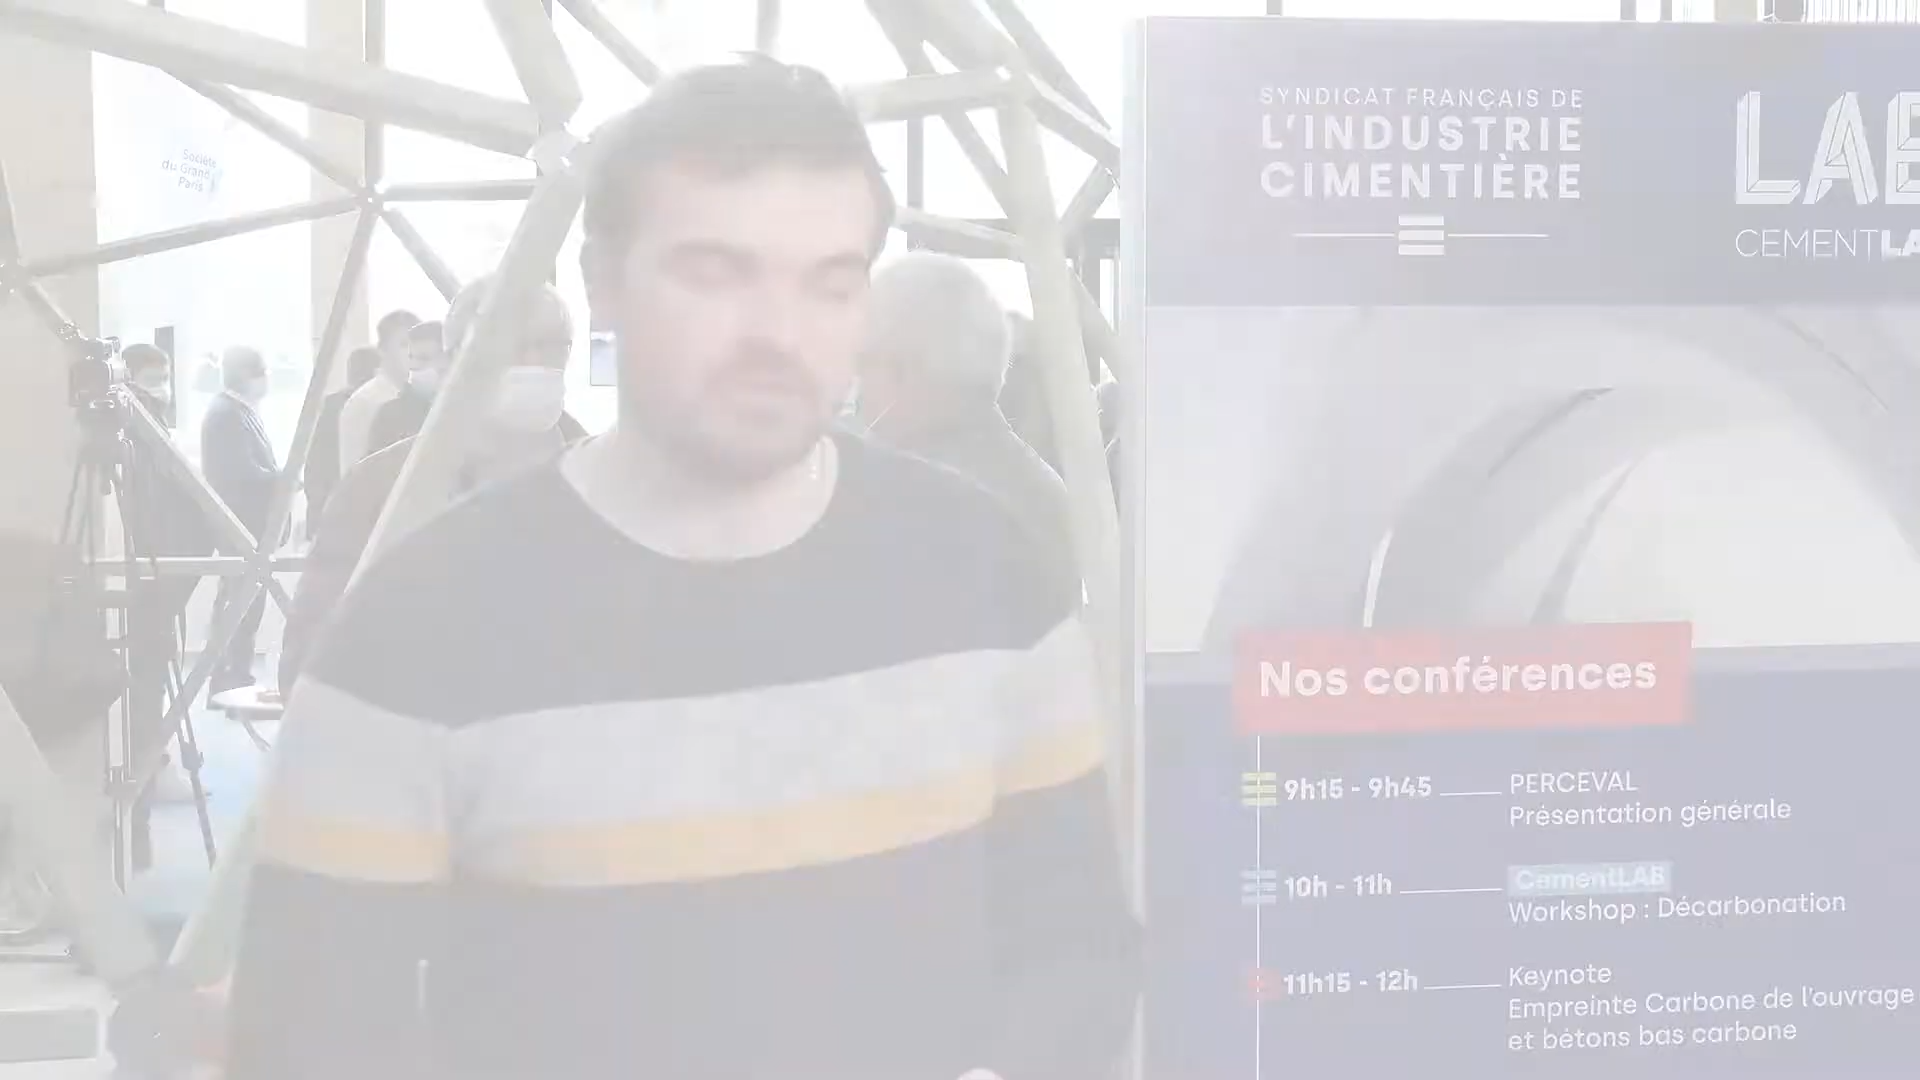 Société
du Grand
Paris
SYNDICAT FRANÇAIS DE
L'INDUSTRIE
CIMENTIÈRE
LAB
CEMENTLA
Nos conférences
9h15 - 9h45
PERCEVAL
Présentation générale
10h - 11h
CementLAB
Workshop : Décarbonation
11h15 - 12h
Keynote
Empreinte Carbone de l'ouvrage
et bétons bas carbone